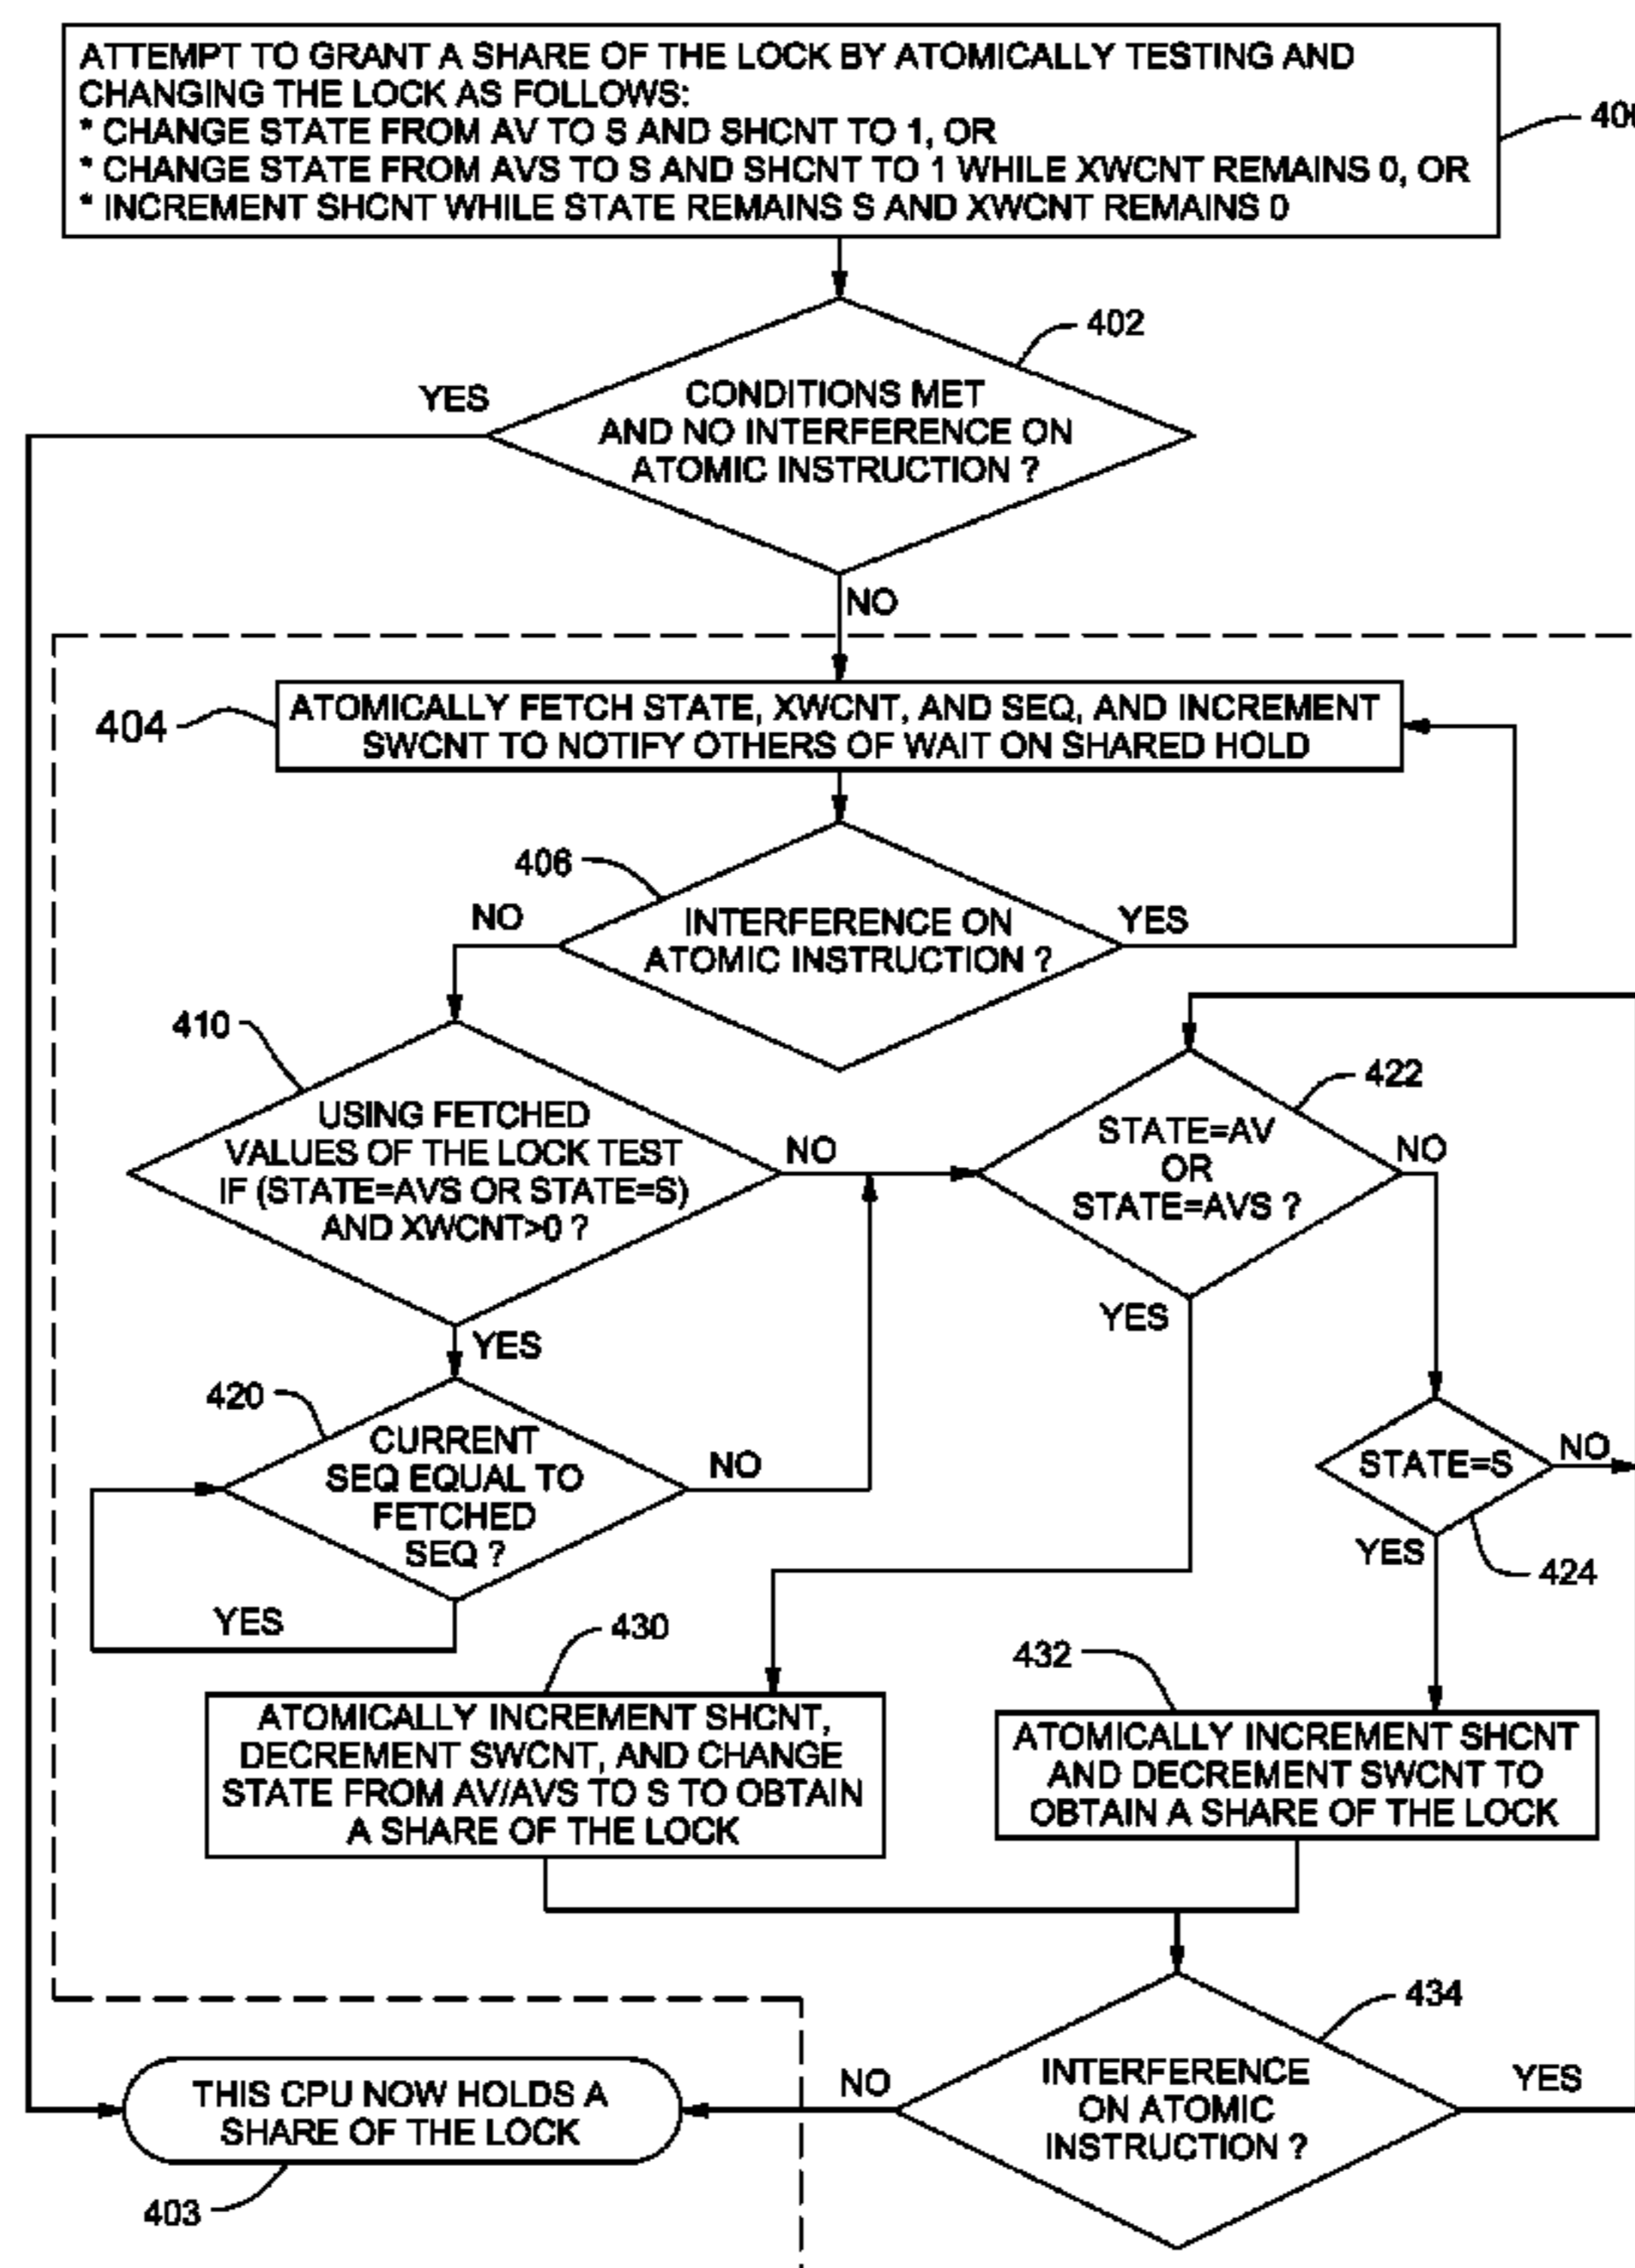 ATTEMPT TO GRANT A SHARE OF THE LOCK BY ATOMICALLY TESTING AND
CHANGING THE LOCK AS FOLLOWS:
* CHANGE STATE FROM AV TO S AND SHCNT TO 1, OR
* CHANGE STATE FROM AVS TO S AND SHCNT TO 1 WHILE XWCNT REMAINS 0, OR
* INCREMENT SHCNT WHILE STATE REMAINS S AND XWCNT REMAINS 0
402
YES
CONDITIONS MET
AND NO INTERFERENCE ON
ATOMIC INSTRUCTION ?
NO
404
ATOMICALLY FETCH STATE, XWCNT, AND SEQ, AND INCREMENT
SWCNT TO NOTIFY OTHERS OF WAIT ON SHARED HOLD
406
NO
INTERFERENCE ON
ATOMIC INSTRUCTION ?
YES
410
USING FETCHED
VALUES OF THE LOCK TEST
IF (STATE=AVS OR STATE=S)
AND XWCNT>0 ?
NO
YES
422
STATE=AV
OR
STATE=AVS ?
NO
YES
420
CURRENT
SEQ EQUAL TO
FETCHED
SEQ ?
NO
YES
STATE=S
NO
YES
424
430
ATOMICALLY INCREMENT SHCNT,
DECREMENT SWCNT, AND CHANGE
STATE FROM AV/AVS TO S TO OBTAIN
A SHARE OF THE LOCK
432
ATOMICALLY INCREMENT SHCNT
AND DECREMENT SWCNT TO
OBTAIN A SHARE OF THE LOCK
434
INTERFERENCE
ON ATOMIC
INSTRUCTION ?
NO
YES
THIS CPU NOW HOLDS A
SHARE OF THE LOCK
403